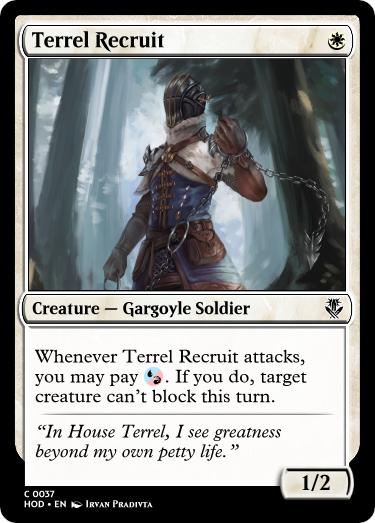 Terrel Recruit
Creature — Gargoyle Soldier
Whenever Terrel Recruit attacks,
you may pay . If you do, target
creature can't block this turn.
“In House Terrel, I see greatness
beyond my own petty life.”
1/2
C 0037
HOD • EN Irvan Pradivta